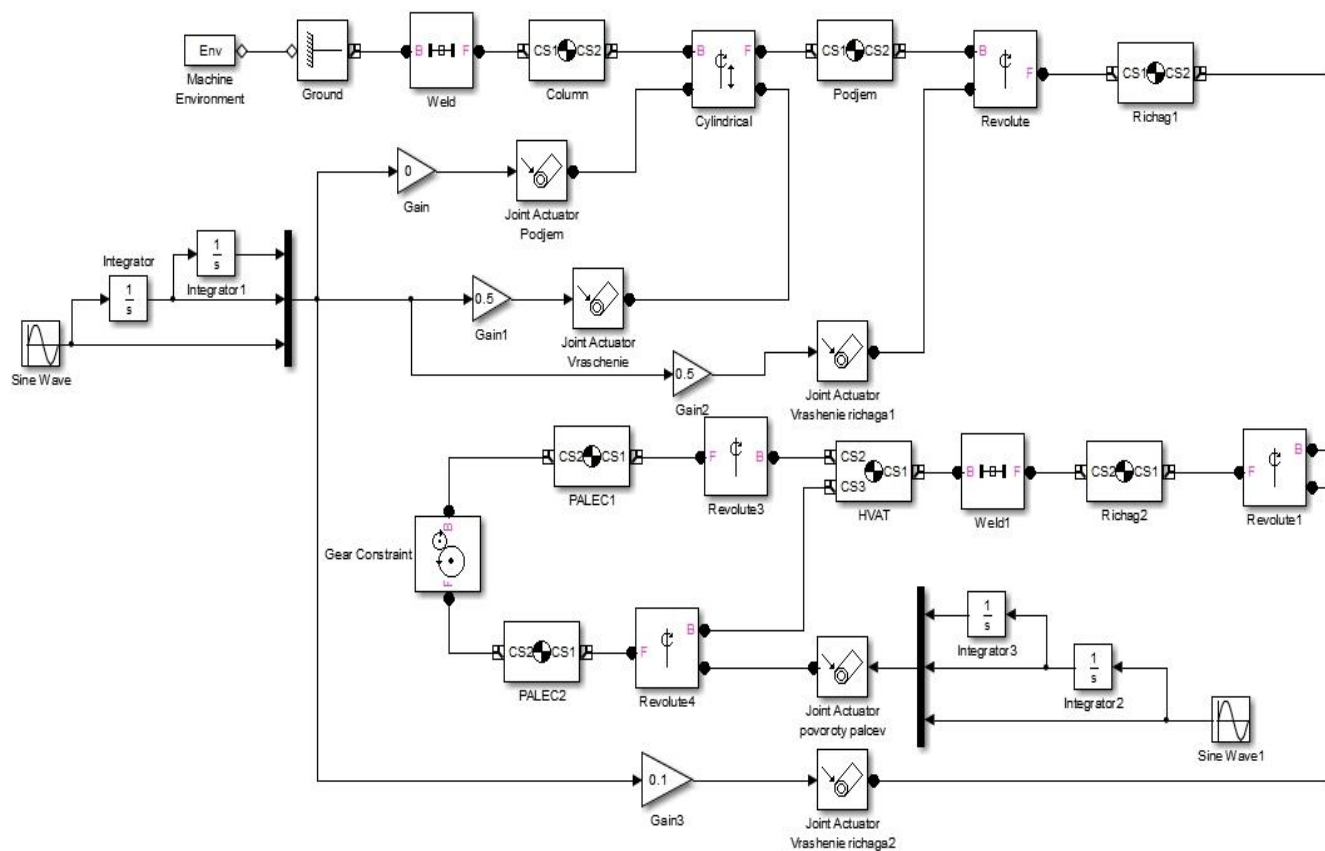 Env
Machine
Environment
Ground
B
F
Weld
CS1 CS2
Column
B
F
Cylindrical
CS1 CS2
Podjem
B
F
Revolute
CS1 CS2
Richag1
0
Gain
Joint Actuator
Podjem
Integrator
1
s
Integrator1
1
s
Sine Wave
0.5
Gain1
Joint Actuator
Vraschenie
0.5
Gain2
Joint Actuator
Vrashenie richaga1
CS2 CS1
PALEC1
F
B
Revolute3
CS2
CS1
CS3
HVAT
B
F
Weld1
CS2 CS1
Richag2
B
F
Revolute1
Gear Constraint
B
F
CS2 CS1
PALEC2
B
F
Revolute4
Joint Actuator
povoroty palcev
1
s
Integrator3
1
s
Integrator2
Sine Wave1
0.1
Gain3
Joint Actuator
Vrashenie richaga2